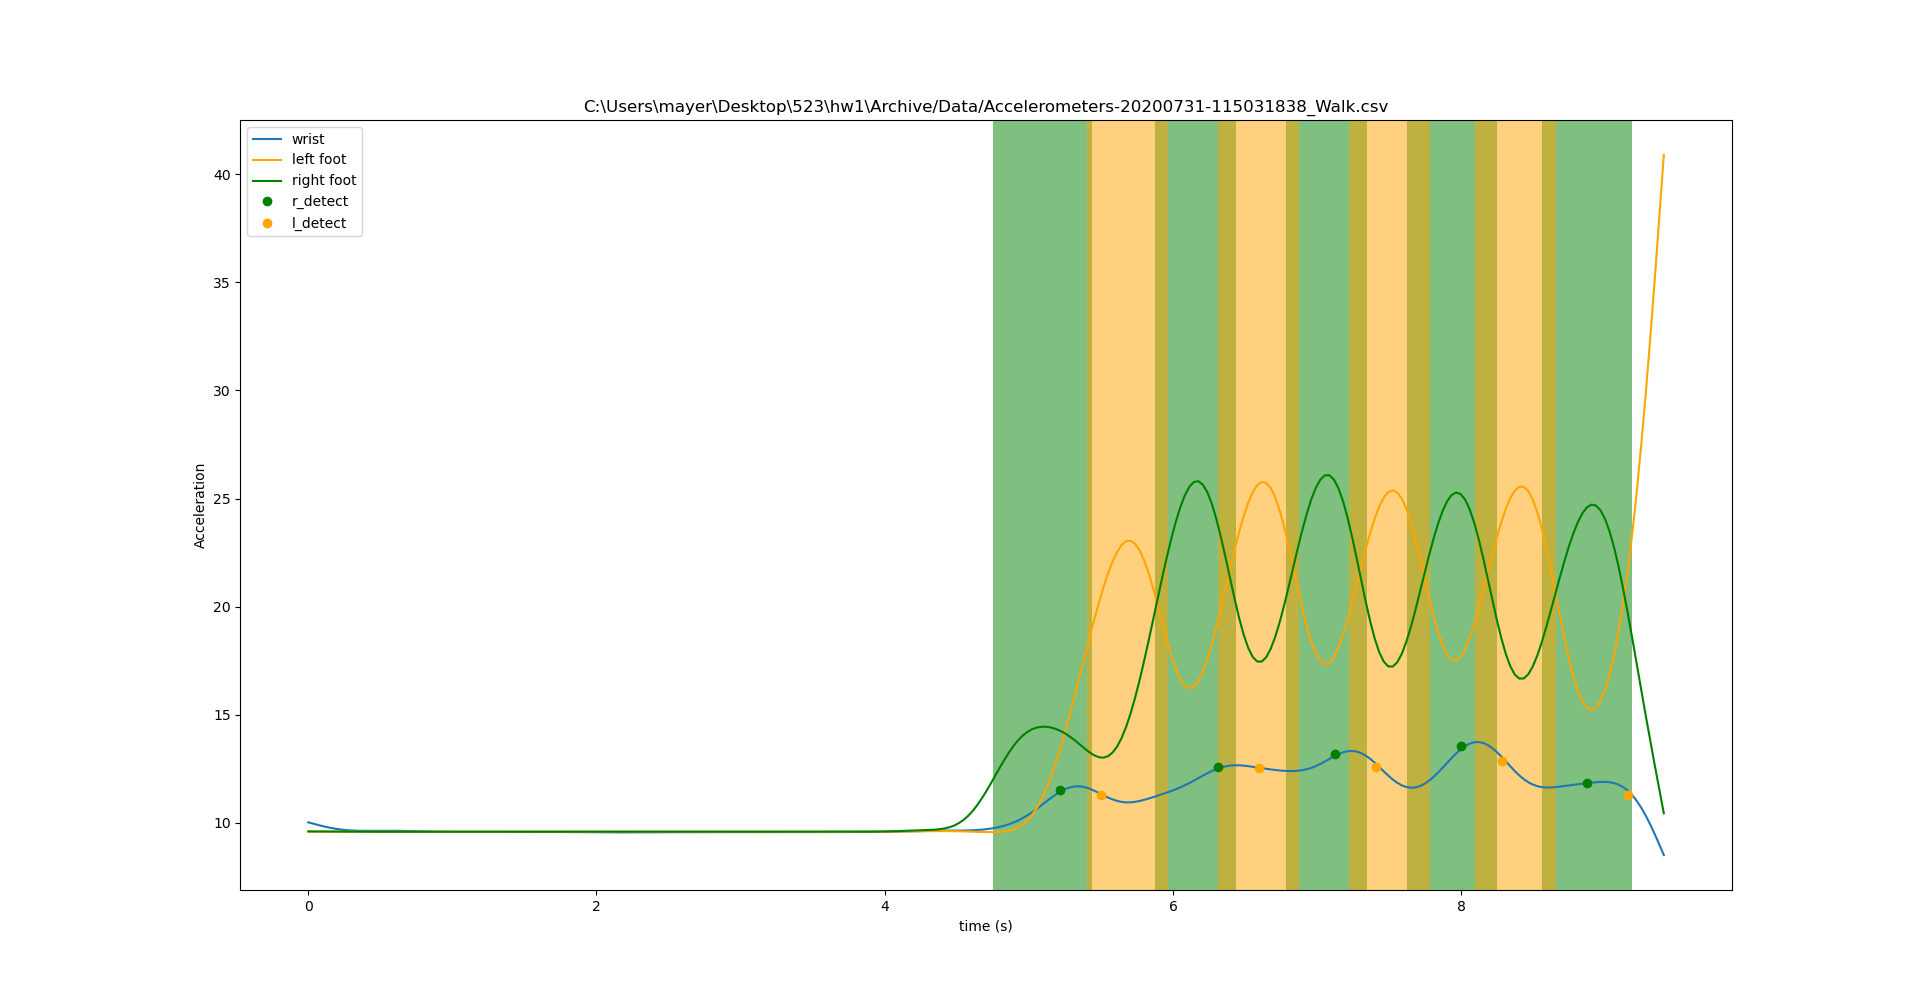 C:\Users\mayer\Desktop\523\hw1\Archive/Data/Accelerometers-20200731-115031838_Walk.csv
wrist
left foot
right foot
r_detect
l_detect
40
35
30
25
20
15
10
Acceleration
0 2 4 6 8
time (s)